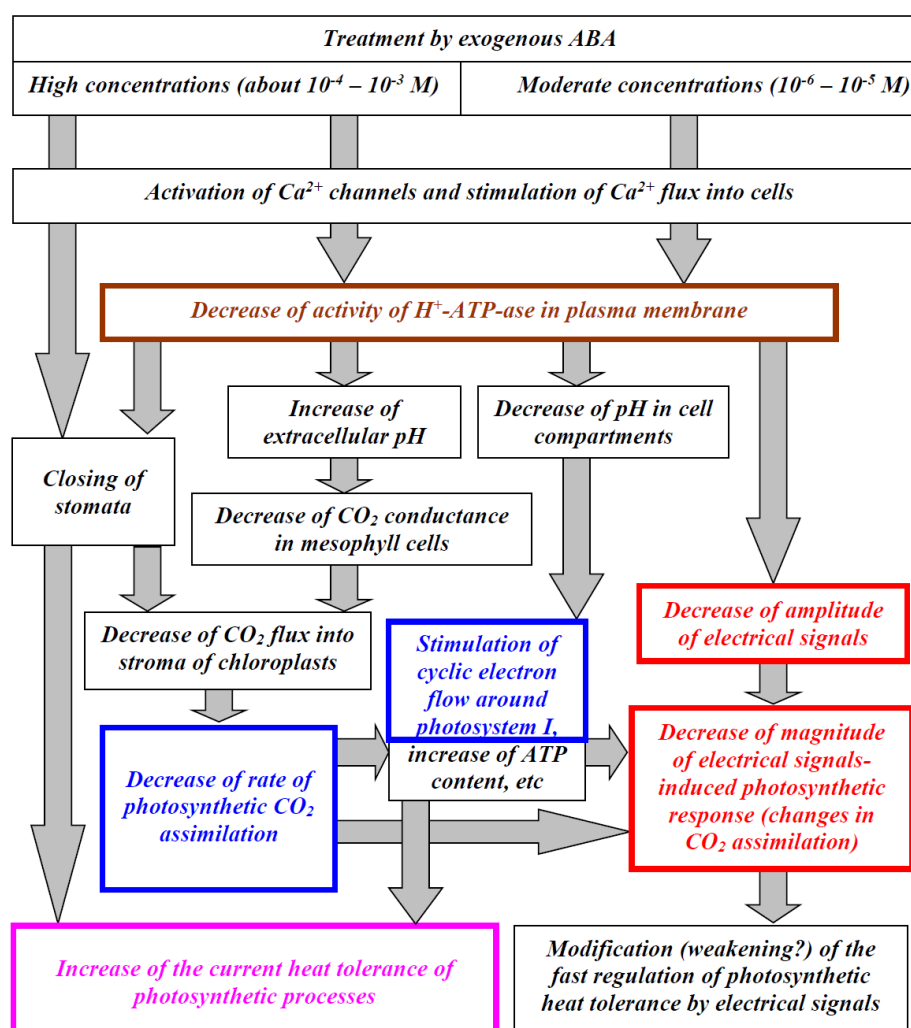 Treatment by exogenous ABA
High concentrations (about 10⁻⁴ – 10⁻³ M)
Moderate concentrations (10⁻⁶ – 10⁻⁵ M)
Activation of Ca²⁺ channels and stimulation of Ca²⁺ flux into cells
Decrease of activity of H⁺-ATP-ase in plasma membrane
Increase of
extracellular pH
Decrease of pH in cell
compartments
Closing of
stomata
Decrease of CO₂ conductance
in mesophyll cells
Decrease of CO₂ flux into
stroma of chloroplasts
Stimulation of
cyclic electron
flow around
photosystem I,
increase of ATP
content, etc
Decrease of amplitude
of electrical signals
Decrease of rate of
photosynthetic CO₂
assimilation
Decrease of magnitude
of electrical signals-
induced photosynthetic
response (changes in
CO₂ assimilation)
Increase of the current heat tolerance of
photosynthetic processes
Modification (weakening?) of the
fast regulation of photosynthetic
heat tolerance by electrical signals